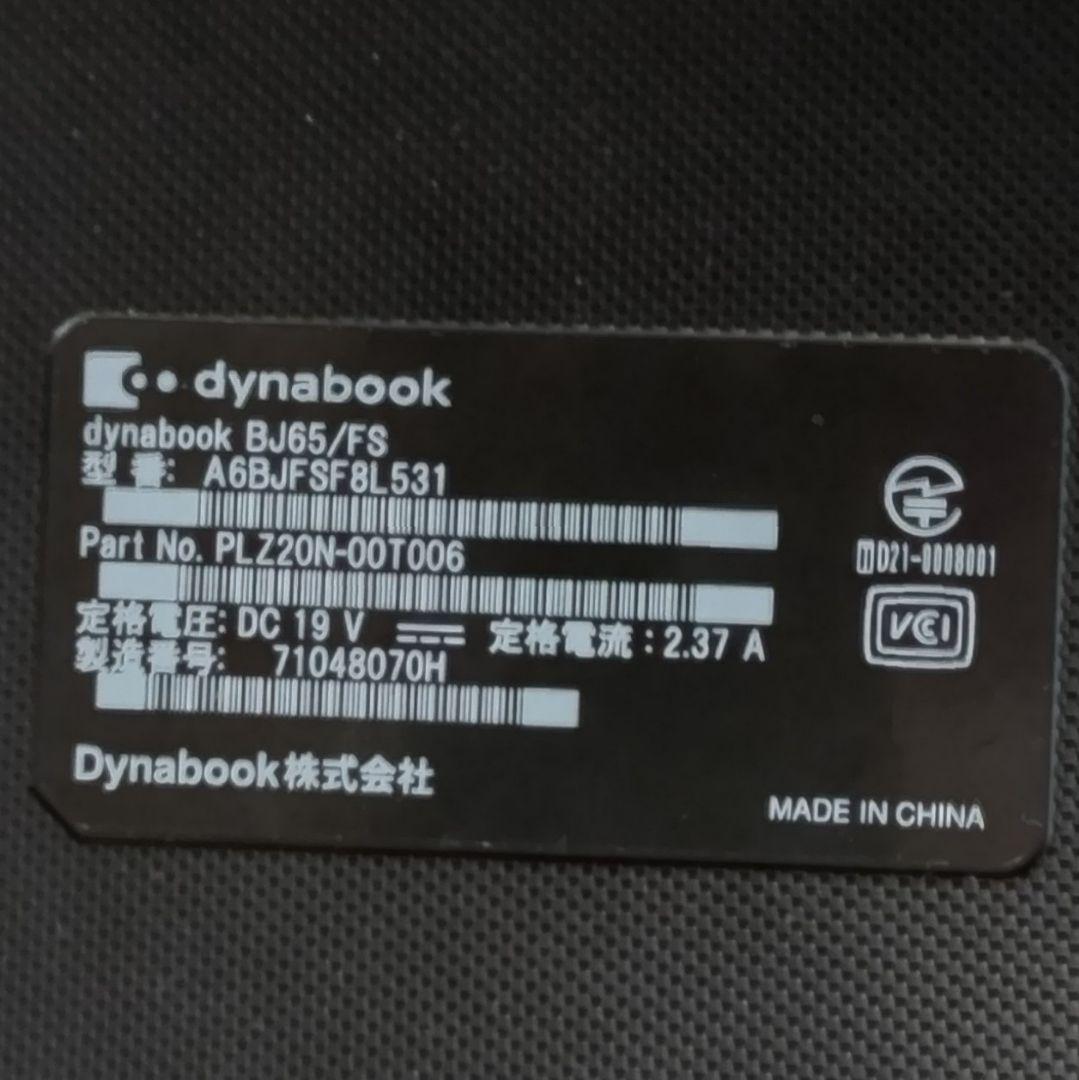 dynabook
dynabook BJ65/FS
型 番: A6BJFSF8L531
Part No. PLZ20N-00T006
定格電圧: DC 19 V 定格電流:2.37 A
製造番号: 71048070H
Dynabook株式会社
D21-0008001
VCI
MADE IN CHINA